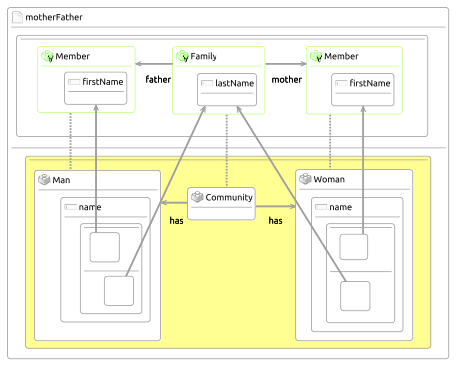 motherFather
Member
Family
Member
firstName
father
lastName
mother
firstName
Man
Community
Woman
name
has
has
name